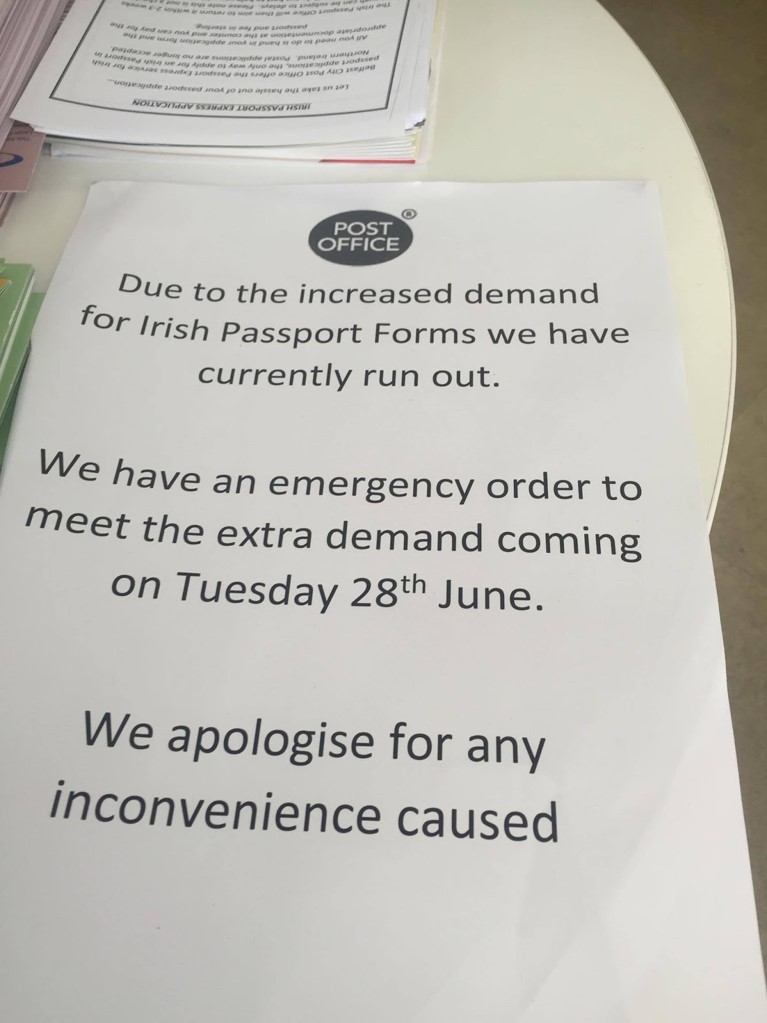 POST
OFFICE
®
Due to the increased demand
for Irish Passport Forms we have
currently run out.
We have an emergency order to
meet the extra demand coming
on Tuesday 28th June.
We apologise for any
inconvenience caused
IRISH PASSPORT EXPRESS APPLICATION
Let us take the hassle out of your passport application...
Belfast City Post Office offers the Passport Express service for Irish
passport applications, the only way to apply for an Irish Passport in
Northern Ireland. Postal applications are no longer accepted.
All you need to do is hand in your application form and the
appropriate documentation at the counter and you can pay for the
passport and fee in sterling.
Irish Passport Office will then aim to return it within 2-3 weeks
can be subject to delays. Please note this is not a